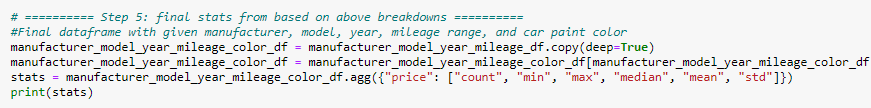 # ========== Step 5: final stats from based on above breakdowns ==========
#Final dataframe with given manufacturer, model, year, mileage range, and car paint color
manufacturer_model_year_mileage_color_df = manufacturer_model_year_mileage_df.copy(deep=True)
manufacturer_model_year_mileage_color_df = manufacturer_model_year_mileage_color_df[manufacturer_model_year_mileage_color_df
stats = manufacturer_model_year_mileage_color_df.agg({"price": ["count", "min", "max", "median", "mean", "std"]})
print(stats)